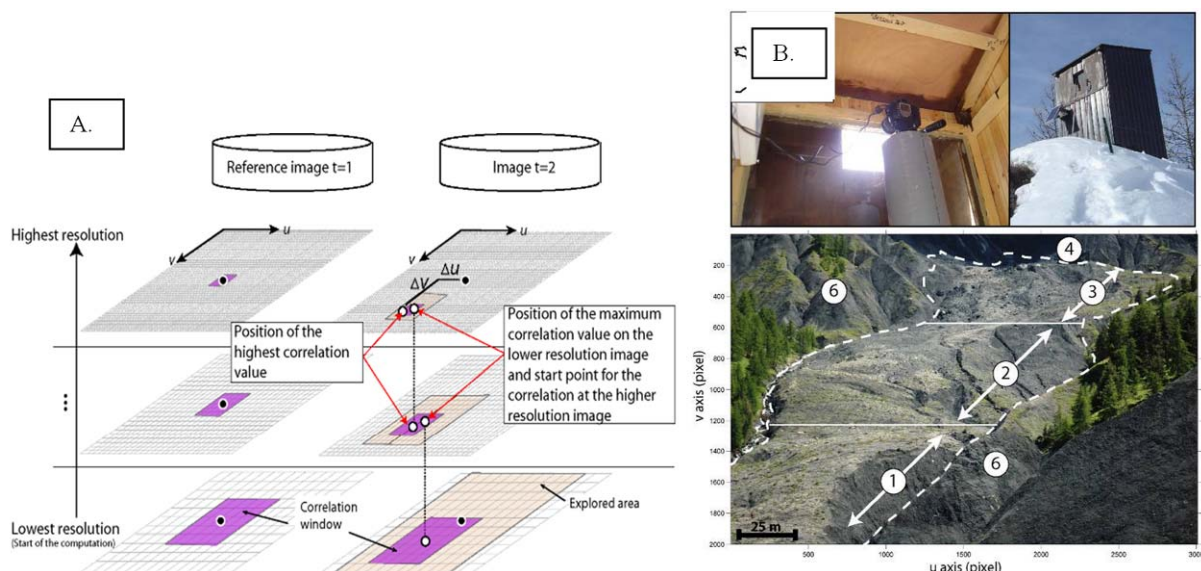 A.
Reference image t=1
Image t=2
Highest resolution
u
v
u
v
Δu
Δv
Position of the
highest correlation
value
Position of the maximum
correlation value on the
lower resolution image
and start point for the
correlation at the higher
resolution image
Correlation
window
Explored area
Lowest resolution
(Start of the computation)
B.
4
6
3
2
6
1
v axis (pixel)
200
400
600
800
1000
1200
1400
1600
1800
2000
25 m
500
1000
1500
2000
2500
u axis (pixel)